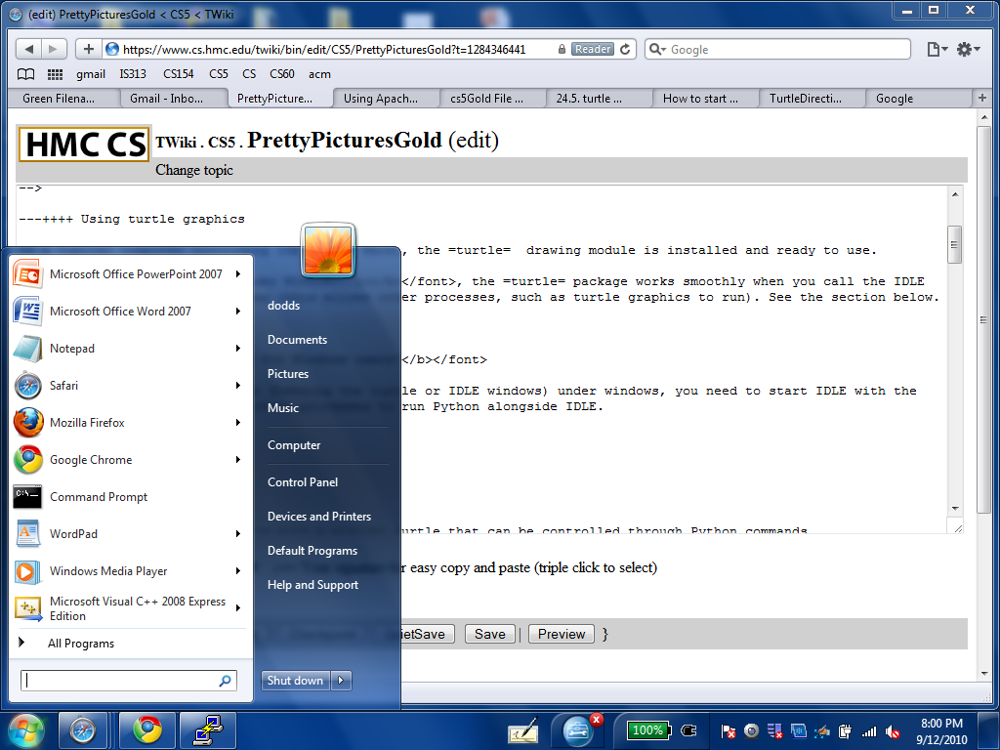 (edit) PrettyPicturesGold < CS5 < TWiki
https://www.cs.hmc.edu/twiki/bin/edit/CS5/PrettyPicturesGold?t=1284346441
Reader
Google
gmail IS313 CS154 CS5 CS CS60 acm
Green Filena... Gmail - Inbo... PrettyPicture... Using Apach... cs5Gold File ... 24.5. turtle ... How to start ... TurtleDirecti... Google
HMC CS TWiki . CS5 . PrettyPicturesGold (edit)
Change topic
-->
---++++ Using turtle graphics
, the =turtle= drawing module is installed and ready to use.
</font>, the =turtle= package works smoothly when you call the IDLE
er processes, such as turtle graphics to run). See the section below.
</b></font>
le or IDLE windows) under windows, you need to start IDLE with the
run Python alongside IDLE.
urtle that can be controlled through Python commands
r easy copy and paste (triple click to select)
ietSave Save | Preview }
Microsoft Office PowerPoint 2007
Microsoft Office Word 2007
Notepad
Safari
Mozilla Firefox
Google Chrome
Command Prompt
WordPad
Windows Media Player
Microsoft Visual C++ 2008 Express
Edition
All Programs
dodds
Documents
Pictures
Music
Computer
Control Panel
Devices and Printers
Default Programs
Help and Support
Shut down
100%
8:00 PM
9/12/2010